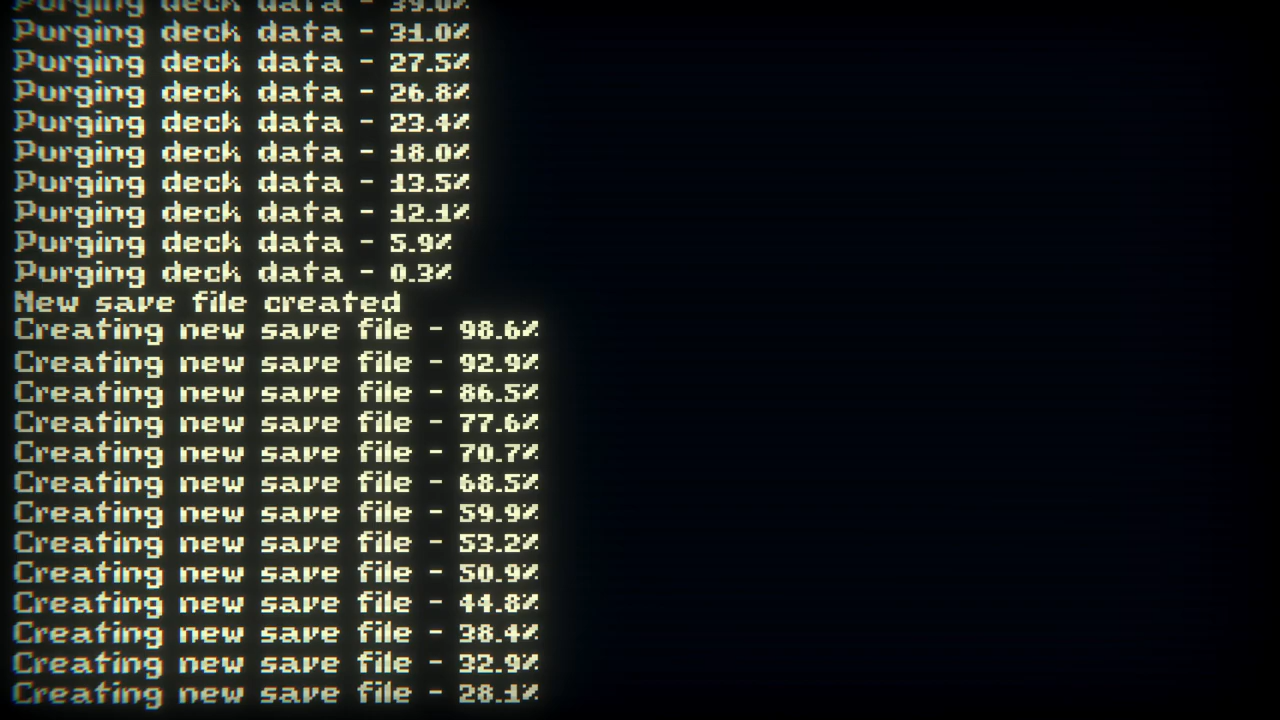 Purging deck data - 39.0%
Purging deck data - 31.0%
Purging deck data - 27.5%
Purging deck data - 26.8%
Purging deck data - 23.4%
Purging deck data - 18.0%
Purging deck data - 13.5%
Purging deck data - 12.1%
Purging deck data - 5.9%
Purging deck data - 0.3%
New save file created
Creating new save file - 98.6%
Creating new save file - 92.9%
Creating new save file - 86.5%
Creating new save file - 77.6%
Creating new save file - 70.7%
Creating new save file - 68.5%
Creating new save file - 59.9%
Creating new save file - 53.2%
Creating new save file - 50.9%
Creating new save file - 44.8%
Creating new save file - 38.4%
Creating new save file - 32.9%
Creating new save file - 28.1%